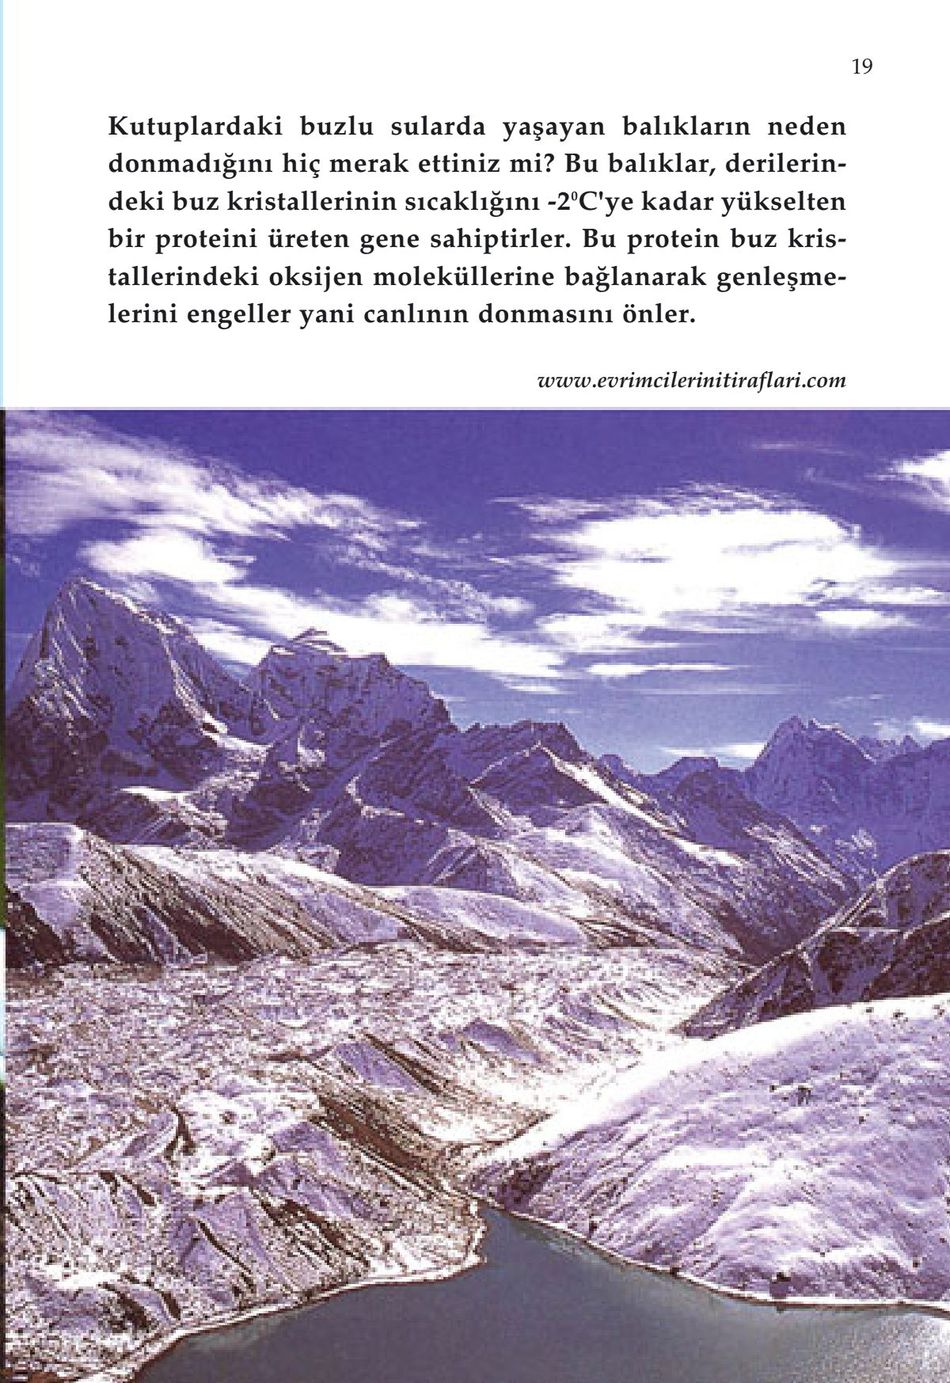 19
Kutuplardaki buzlu sularda yaşayan balıkların neden
donmadığını hiç merak ettiniz mi? Bu balıklar, derilerin-
deki buz kristallerinin sıcaklığını -2⁰C'ye kadar yükselten
bir proteini üreten gene sahiptirler. Bu protein buz kris-
tallerindeki oksijen moleküllerine bağlanarak genleşme-
lerini engeller yani canlının donmasını önler.
www.evrimcilerinitiraflari.com